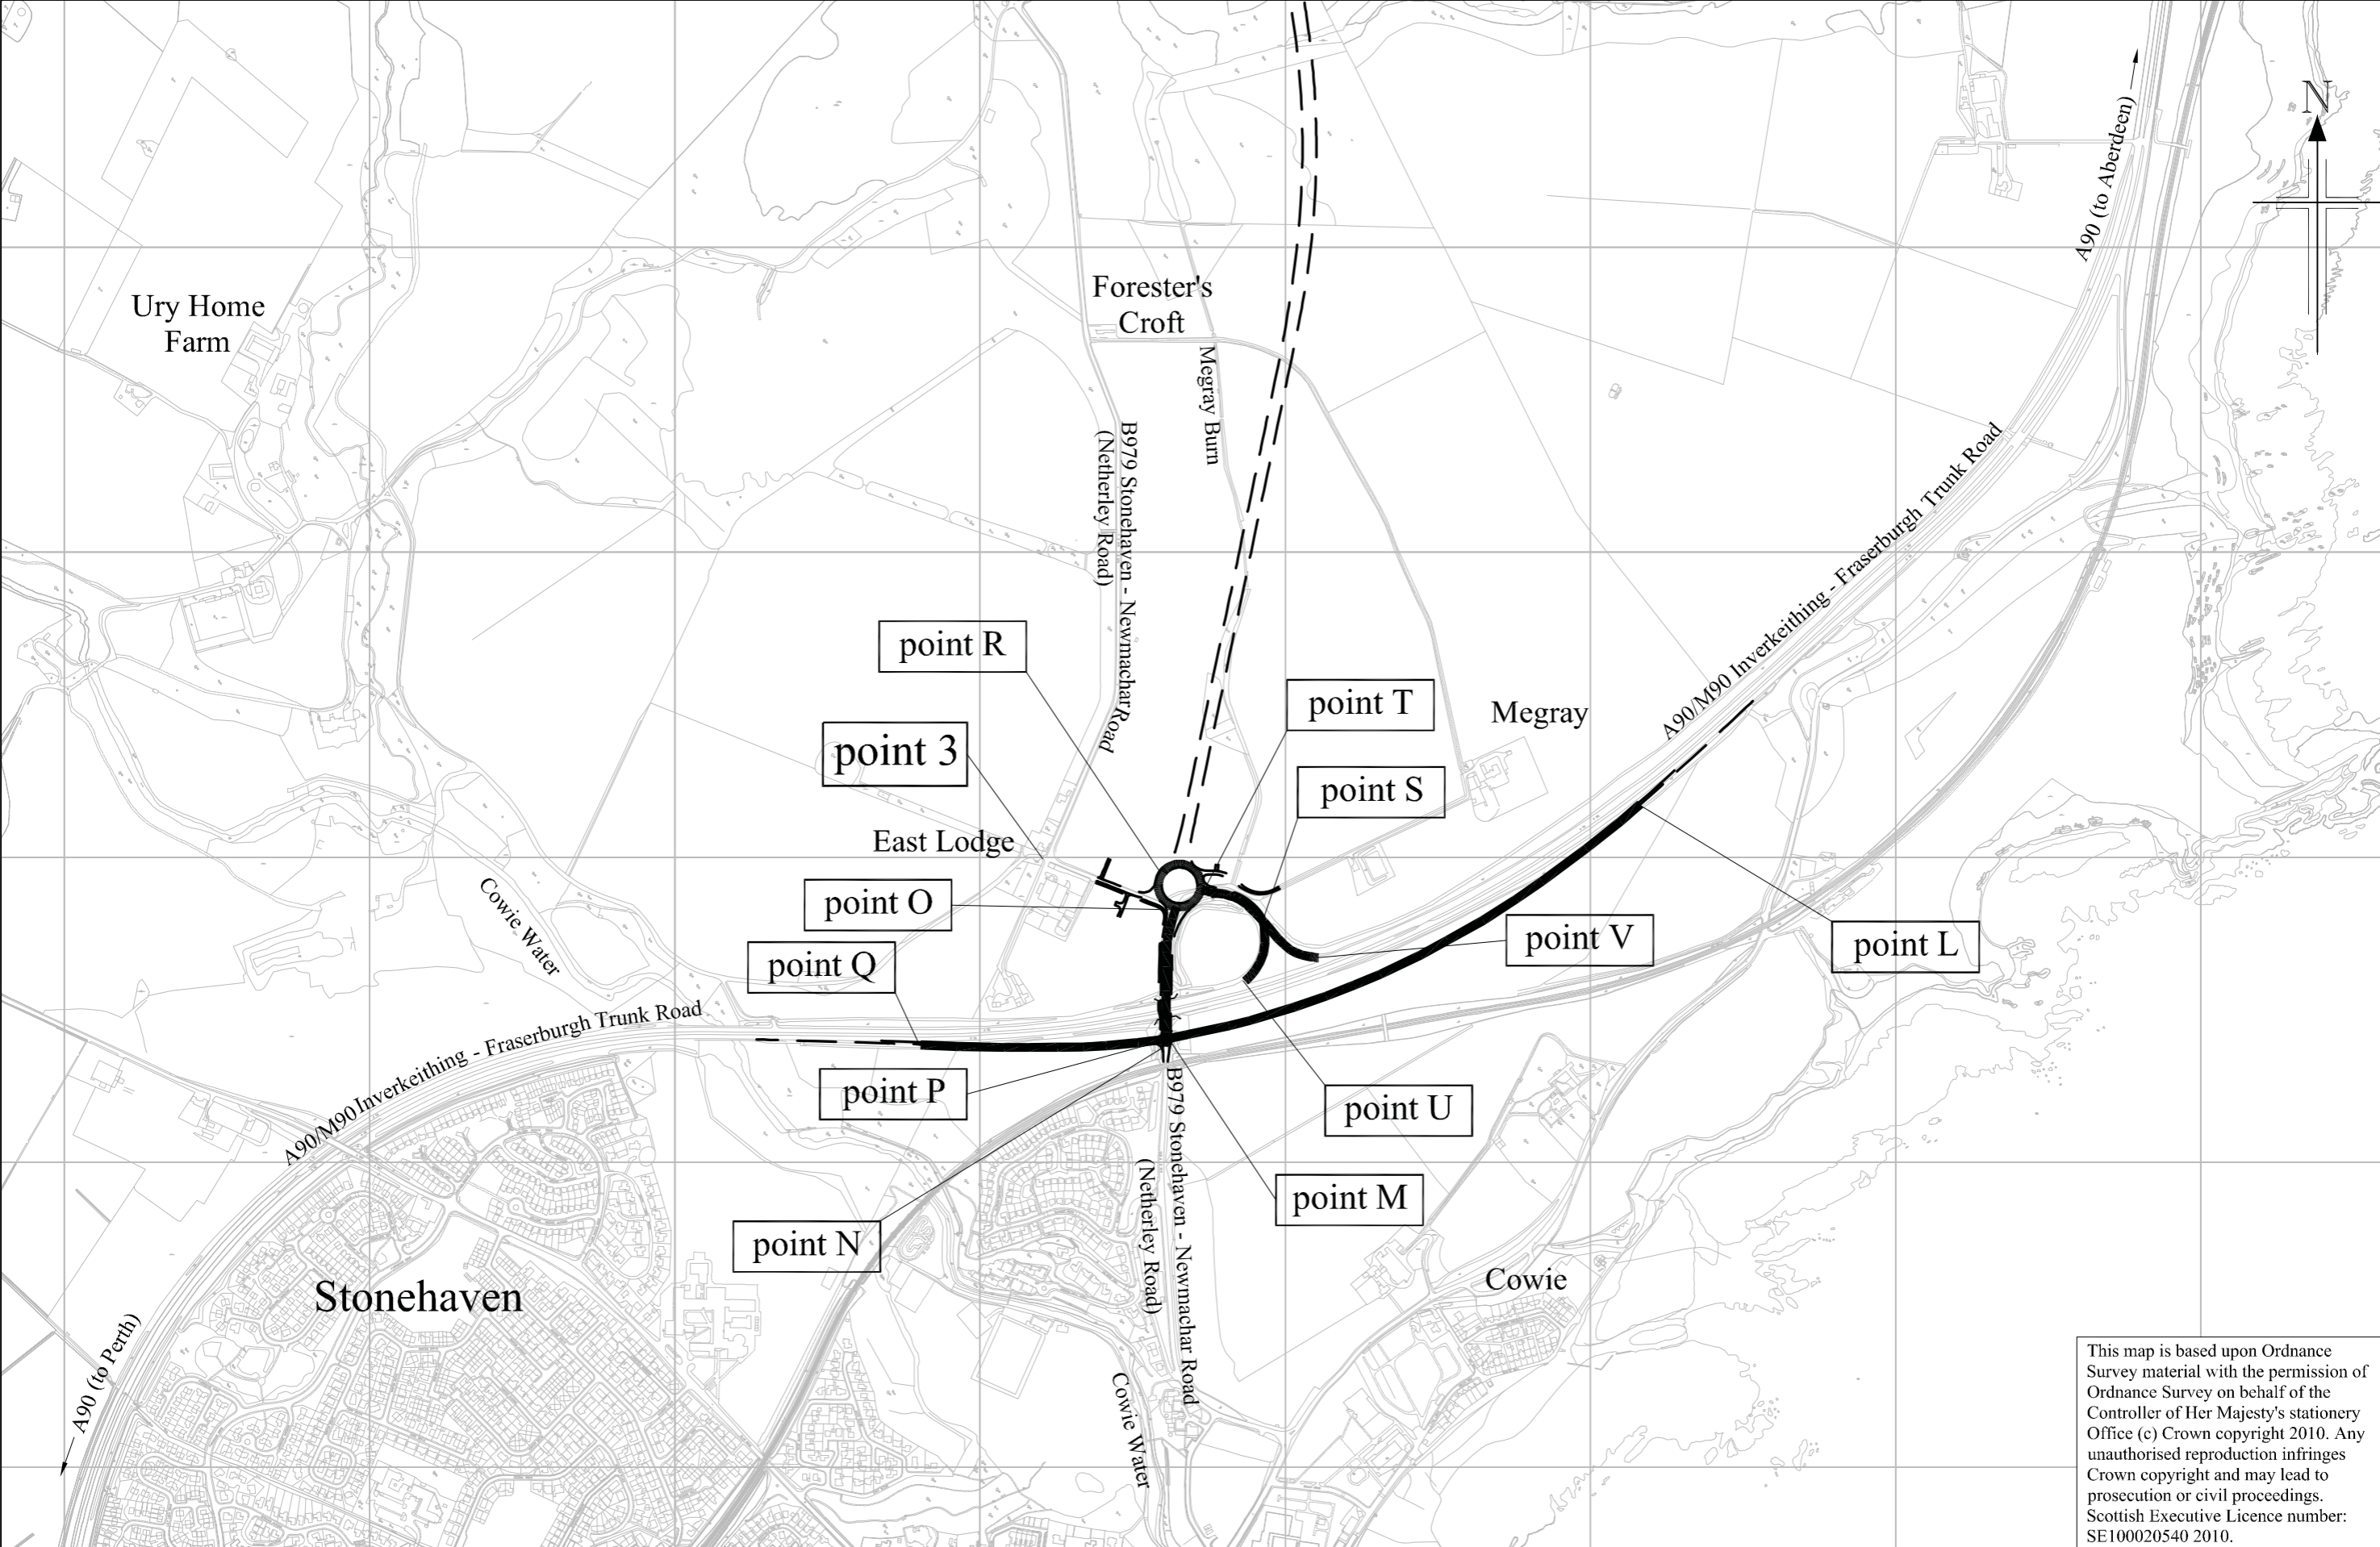 N
A90 (to Aberdeen)
Ury Home
Farm
Forester's
Croft
Megray Burn
B979 Stonehaven - Newmachar Road
(Netherley Road)
A90/M90 Inverkeithing - Fraserburgh Trunk Road
point R
point T
Megray
point 3
point S
East Lodge
point O
Cowie Water
point Q
point V
point L
A90/M90 Inverkeithing - Fraserburgh Trunk Road
point P
point U
B979 Stonehaven - Newmachar Road
(Netherley Road)
point M
point N
Stonehaven
Cowie
A90 (to Perth)
Cowie Water
This map is based upon Ordnance
Survey material with the permission of
Ordnance Survey on behalf of the
Controller of Her Majesty's stationery
Office (c) Crown copyright 2010. Any
unauthorised reproduction infringes
Crown copyright and may lead to
prosecution or civil proceedings.
Scottish Executive Licence number:
SE100020540 2010.